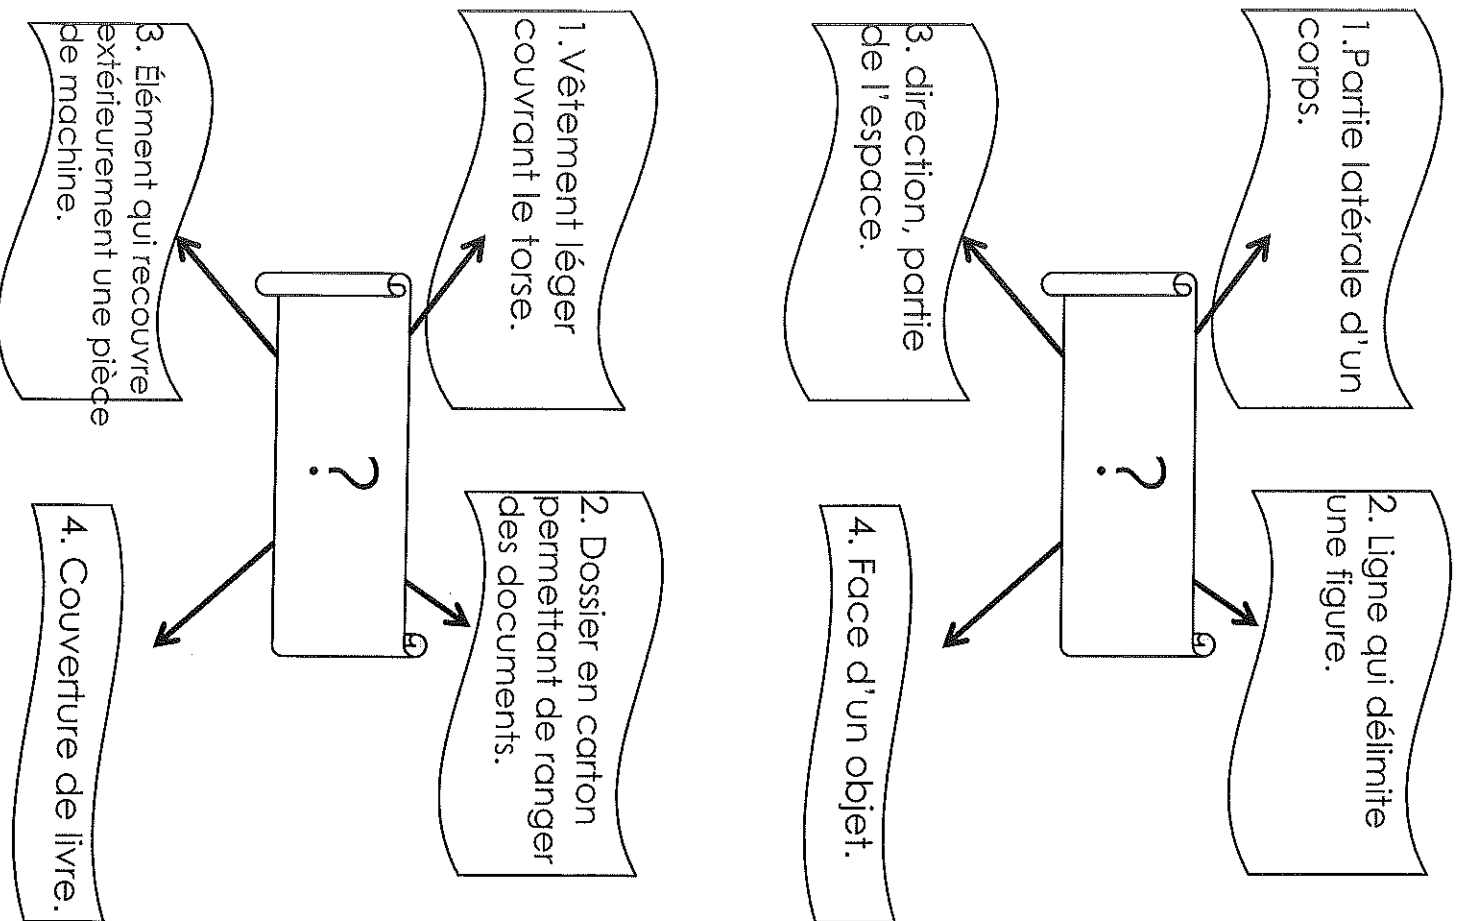 1.Partie latérale d'un
corps.
2. Ligne qui délimite
une figure.
?
3. direction, partie
de l'espace.
4. Face d'un objet.
1.Vêtement léger
couvrant le torse.
2. Dossier en carton
permettant de ranger
des documents.
?
3. Élément qui recouvre
extérieurement une pièce
de machine.
4. Couverture de livre.